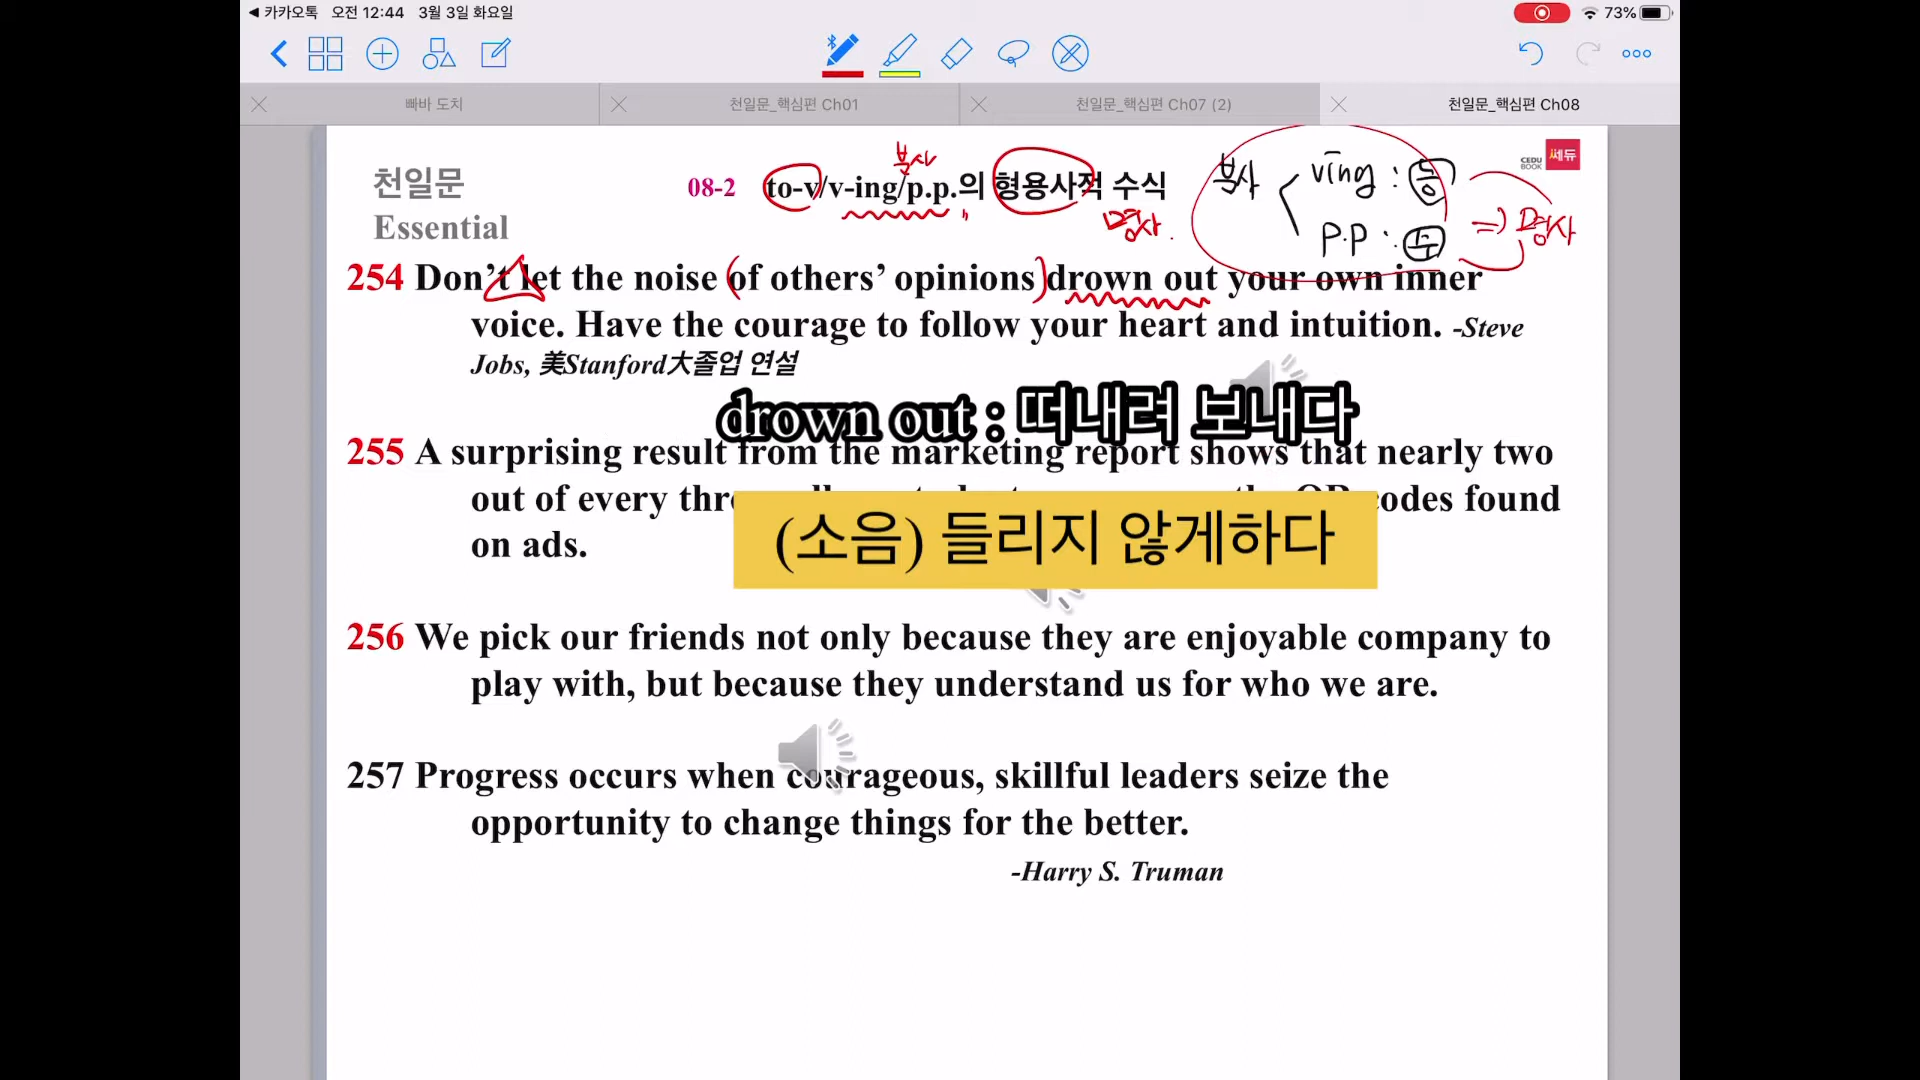 카카오톡 오전 12:44 3월 3일 화요일 73%
빠바 도치 천일문_핵심편 Ch01 천일문_핵심편 Ch07 (2) 천일문_핵심편 Ch08
천일문
Essential
08-2 to-v/v-ing/p.p.의 형용사적 수식
CEDU BOOK 쎄듀
분사
명사.
분사
ving : 능
p.p : 수
=) 명사
254 Don't let the noise (of others' opinions) drown out your own inner
voice. Have the courage to follow your heart and intuition. -Steve
Jobs, 美Stanford大졸업 연설
drown out : 떠내려 보내다
255 A surprising result from the marketing report shows that nearly two
out of every codes found
on ads.
(소음) 들리지 않게하다
256 We pick our friends not only because they are enjoyable company to
play with, but because they understand us for who we are.
257 Progress occurs when courageous, skillful leaders seize the
opportunity to change things for the better.
-Harry S. Truman